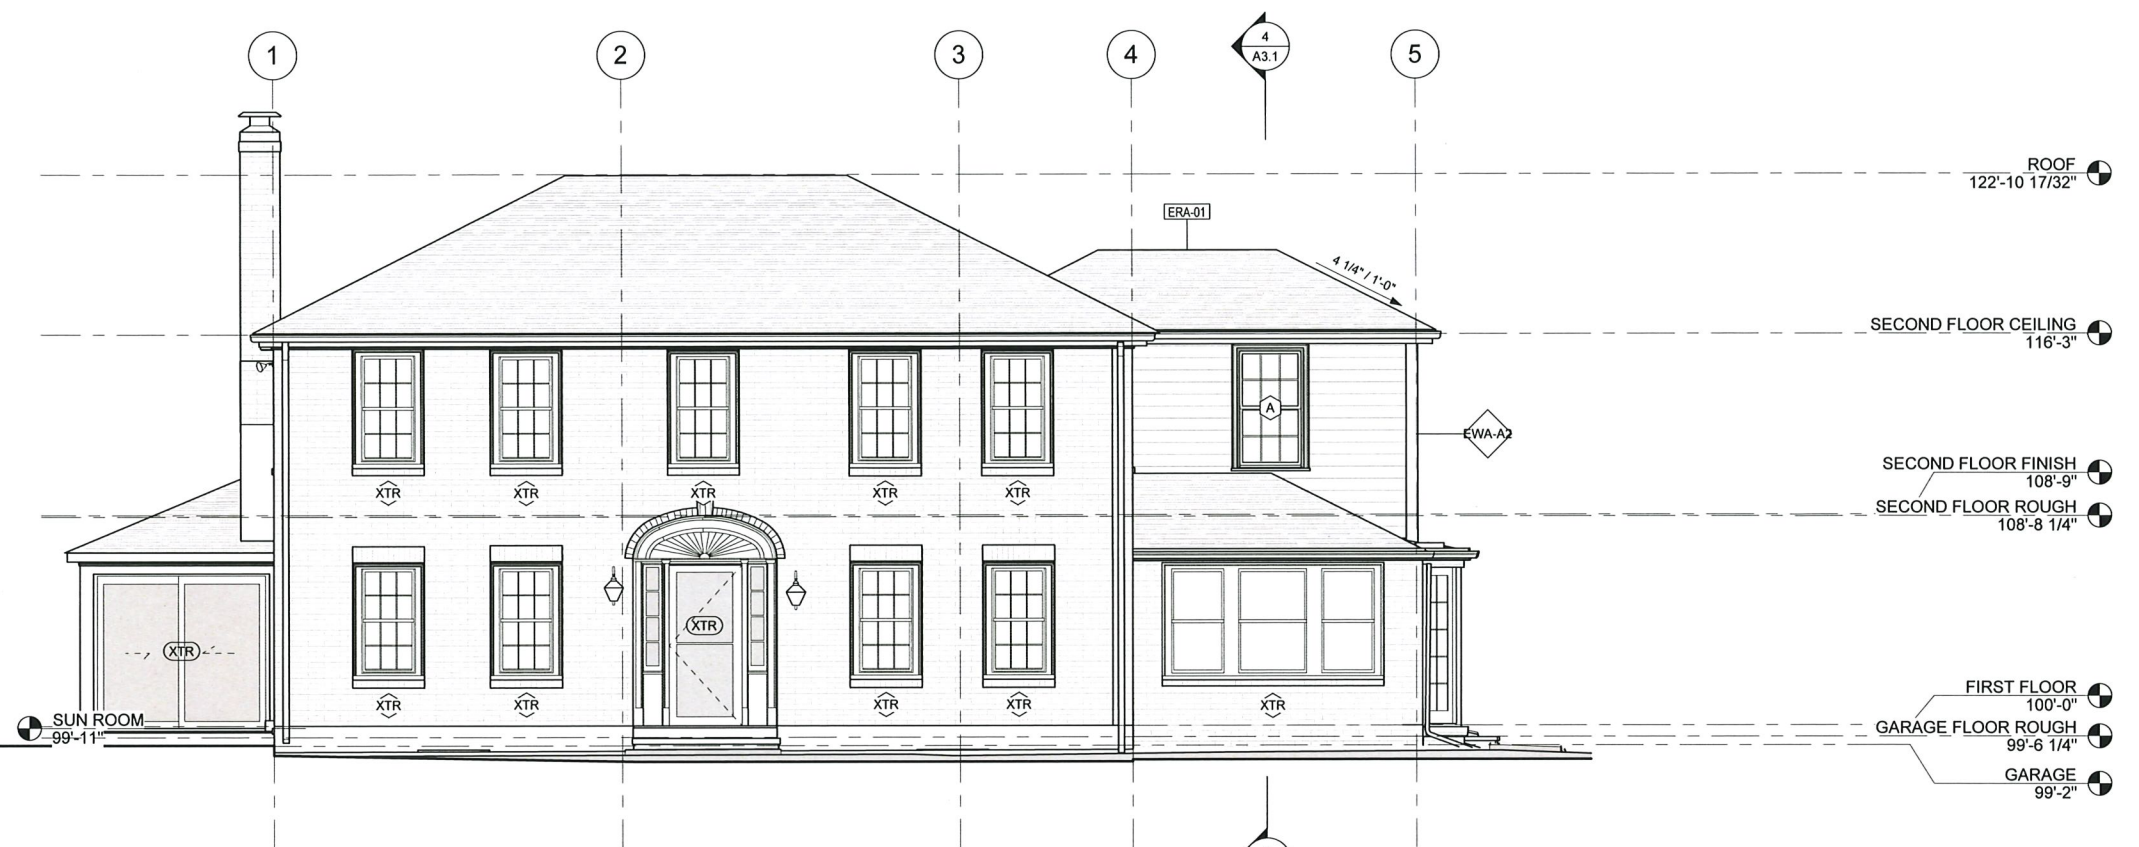 1
2
3
4
4
A3.1
5
ROOF
122'-10 17/32"
ERA-01
4 1/4" / 1'-0"
SECOND FLOOR CEILING
116'-3"
A
EWA-A2
SECOND FLOOR FINISH
108'-9"
XTR
XTR
XTR
XTR
XTR
SECOND FLOOR ROUGH
108'-8 1/4"
XTR
XTR
FIRST FLOOR
100'-0"
XTR
XTR
XTR
XTR
XTR
SUN ROOM
99'-11"
GARAGE FLOOR ROUGH
99'-6 1/4"
GARAGE
99'-2"